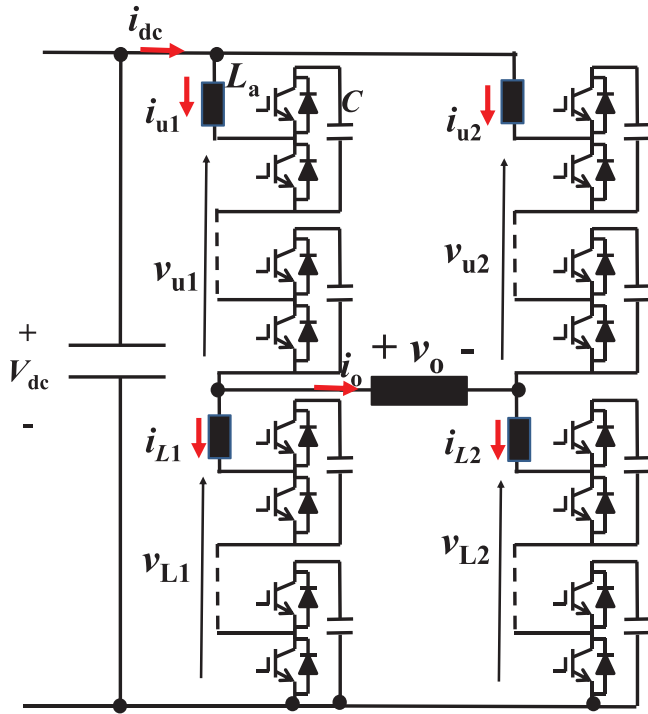 i_dc
L_a C
i_u1 i_u2
v_u1 v_u2
+ i_o + v_o -
V_dc
-
i_L1 i_L2
v_L1 v_L2